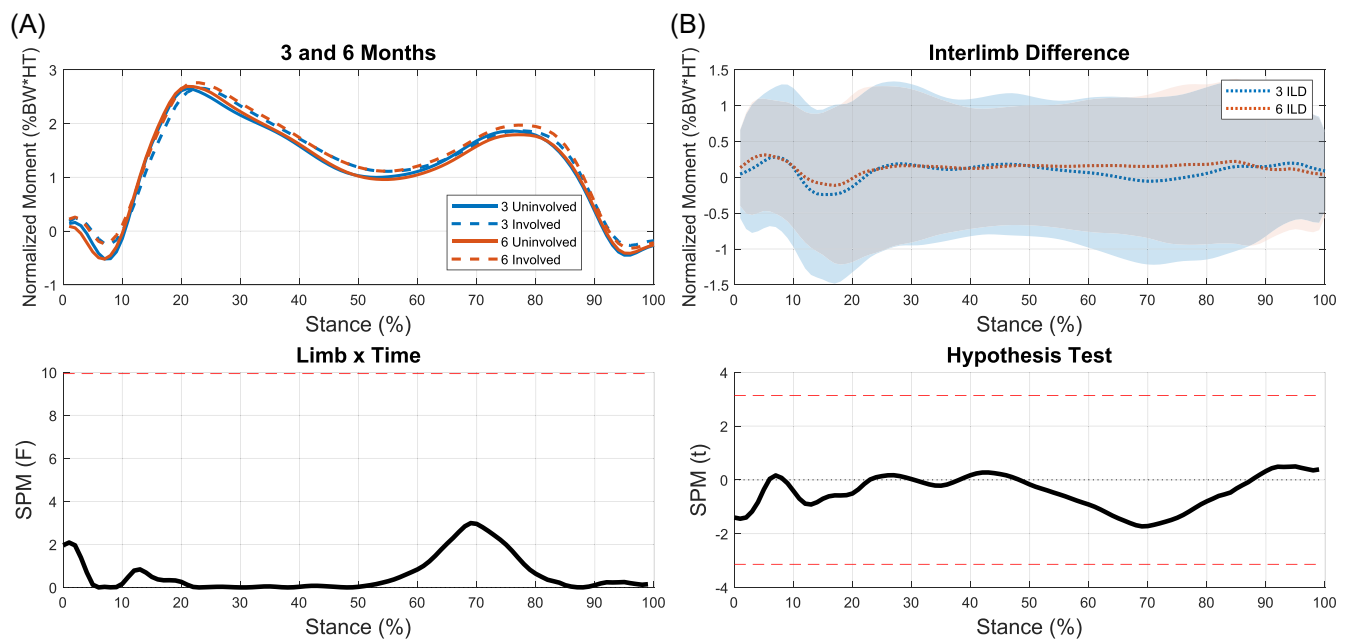 (A)
3 and 6 Months
Normalized Moment (%BW*HT)
3
2
1
0
-1
3 Uninvolved
3 Involved
6 Uninvolved
6 Involved
0 10 20 30 40 50 60 70 80 90 100
Stance (%)
(B)
Interlimb Difference
Normalized Moment (%BW*HT)
1.5
1
0.5
0
-0.5
-1
-1.5
3 ILD
6 ILD
0 10 20 30 40 50 60 70 80 90 100
Stance (%)
Limb x Time
SPM (F)
10
8
6
4
2
0
0 10 20 30 40 50 60 70 80 90 100
Stance (%)
Hypothesis Test
SPM (t)
4
2
0
-2
-4
0 10 20 30 40 50 60 70 80 90 100
Stance (%)